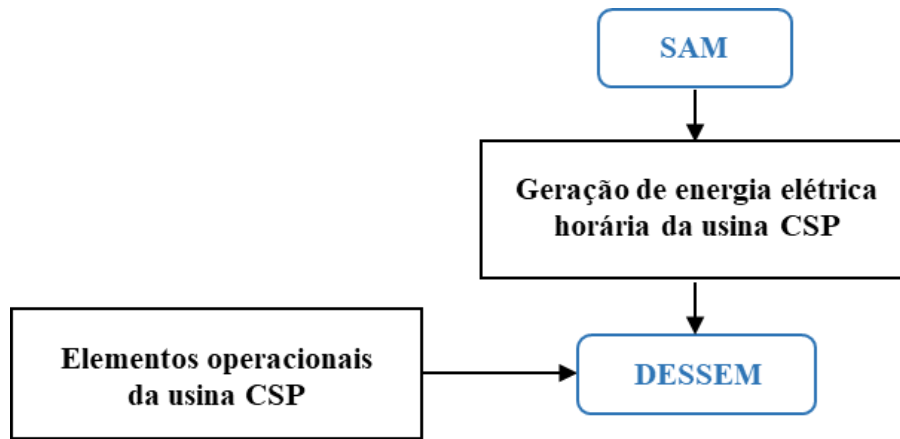 SAM
Geração de energia elétrica
horária da usina CSP
Elementos operacionais
da usina CSP
DESSEM